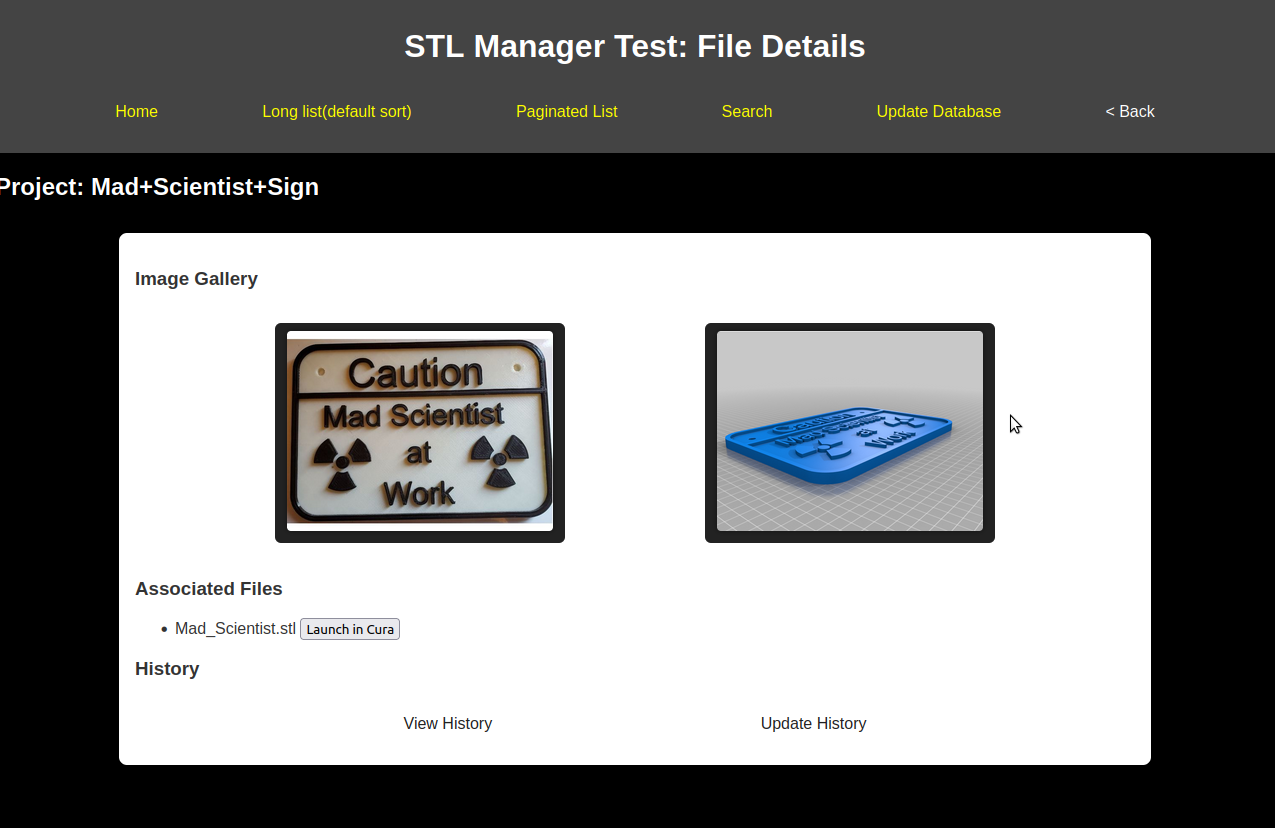 STL Manager Test: File Details
Home Long list(default sort) Paginated List Search Update Database < Back
Project: Mad+Scientist+Sign
Image Gallery
Caution
Mad Scientist
at
Work
Caution
Mad Scientist
at
Work
Associated Files
• Mad_Scientist.stl Launch in Cura
History
View History Update History